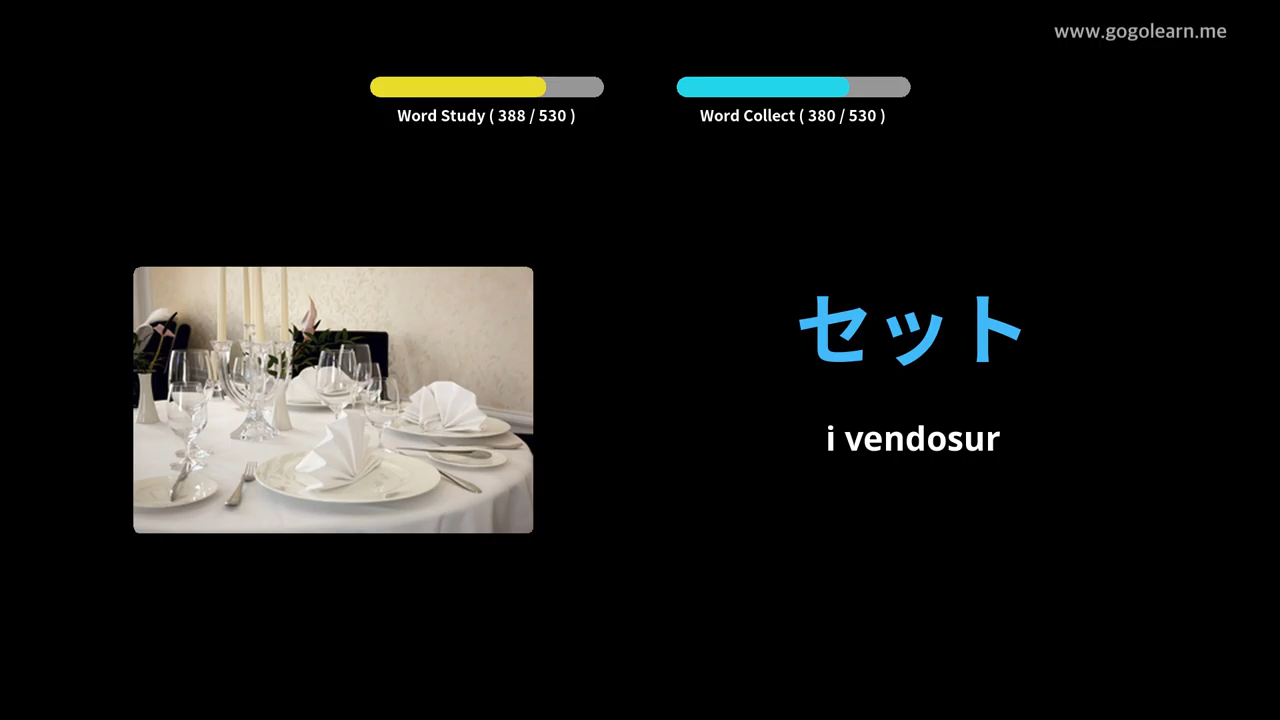 www.gogolearn.me
Word Study ( 388 / 530 )
Word Collect ( 380 / 530 )
セット
i vendosur